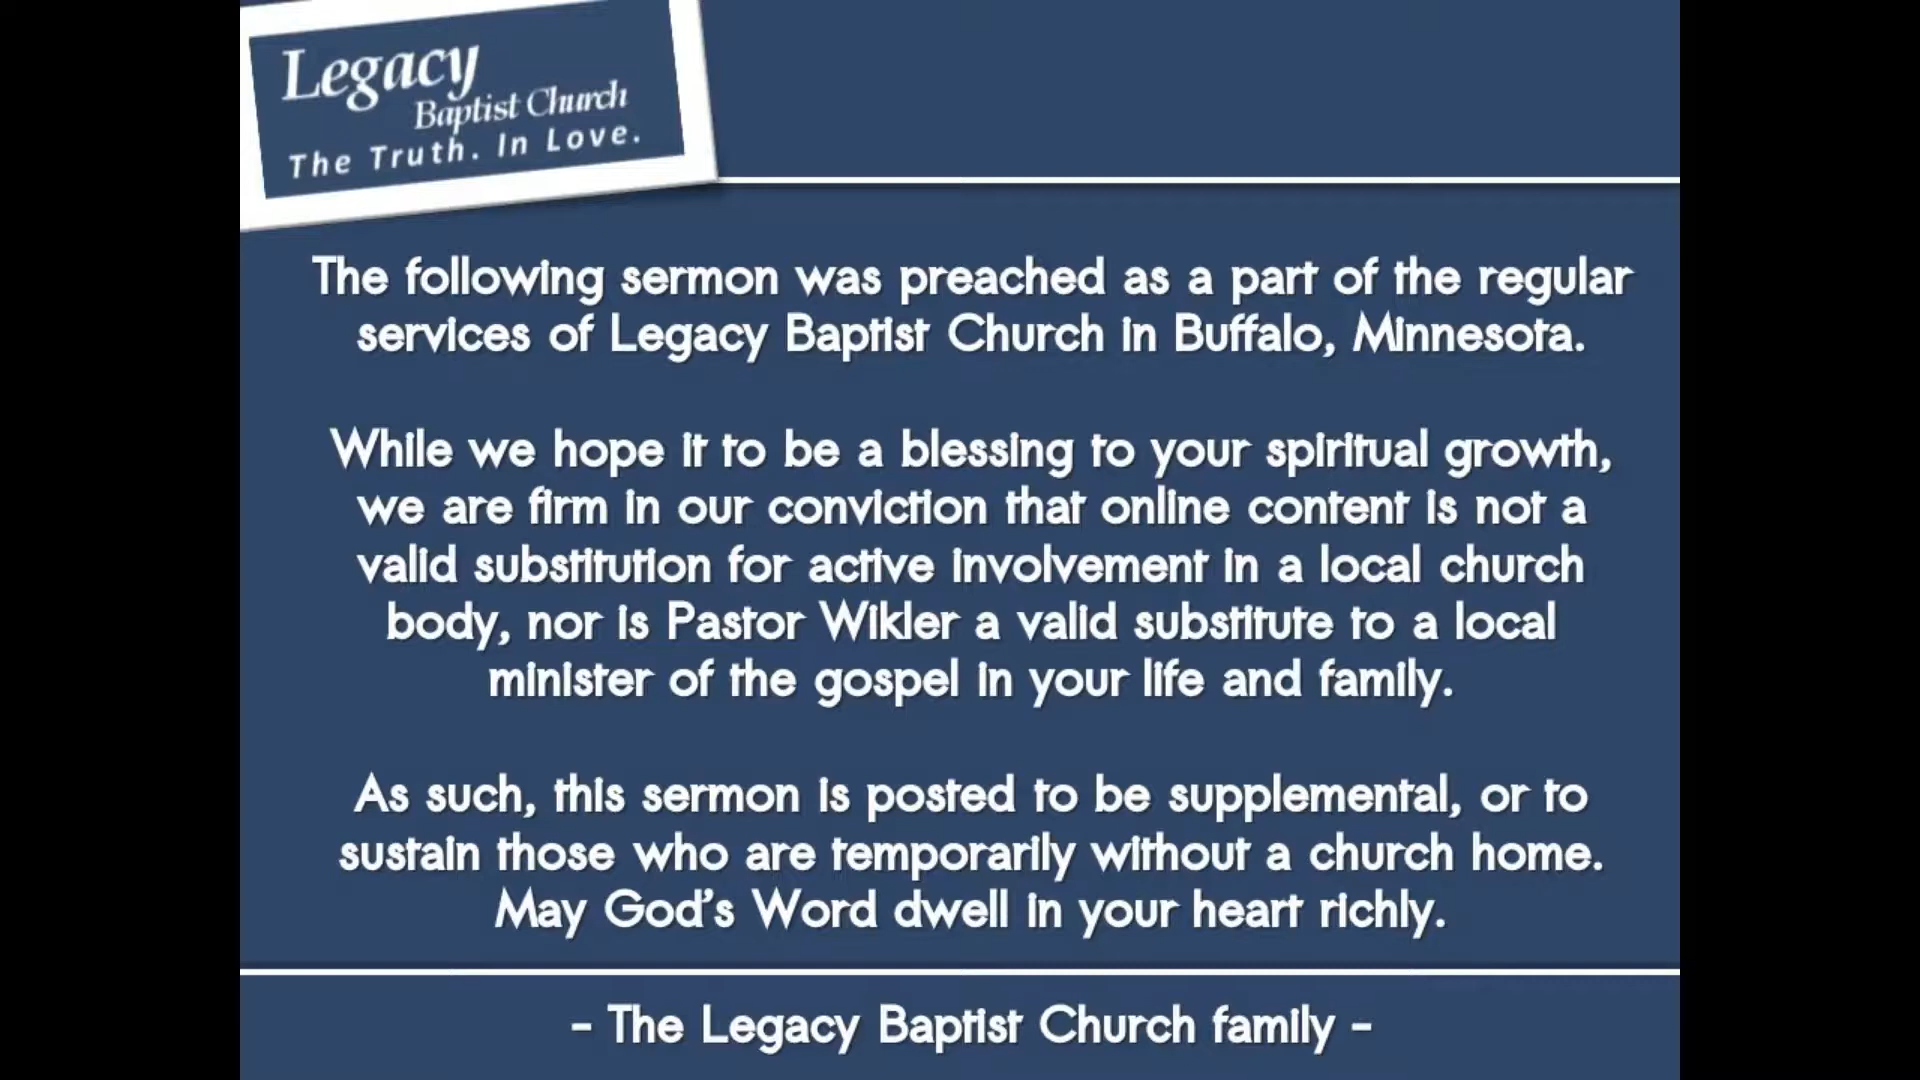 Legacy
Baptist Church
The Truth. In Love.
The following sermon was preached as a part of the regular
services of Legacy Baptist Church in Buffalo, Minnesota.
While we hope it to be a blessing to your spiritual growth,
we are firm in our conviction that online content is not a
valid substitution for active involvement in a local church
body, nor is Pastor Wikler a valid substitute to a local
minister of the gospel in your life and family.
As such, this sermon is posted to be supplemental, or to
sustain those who are temporarily without a church home.
May God's Word dwell in your heart richly.
- The Legacy Baptist Church family -